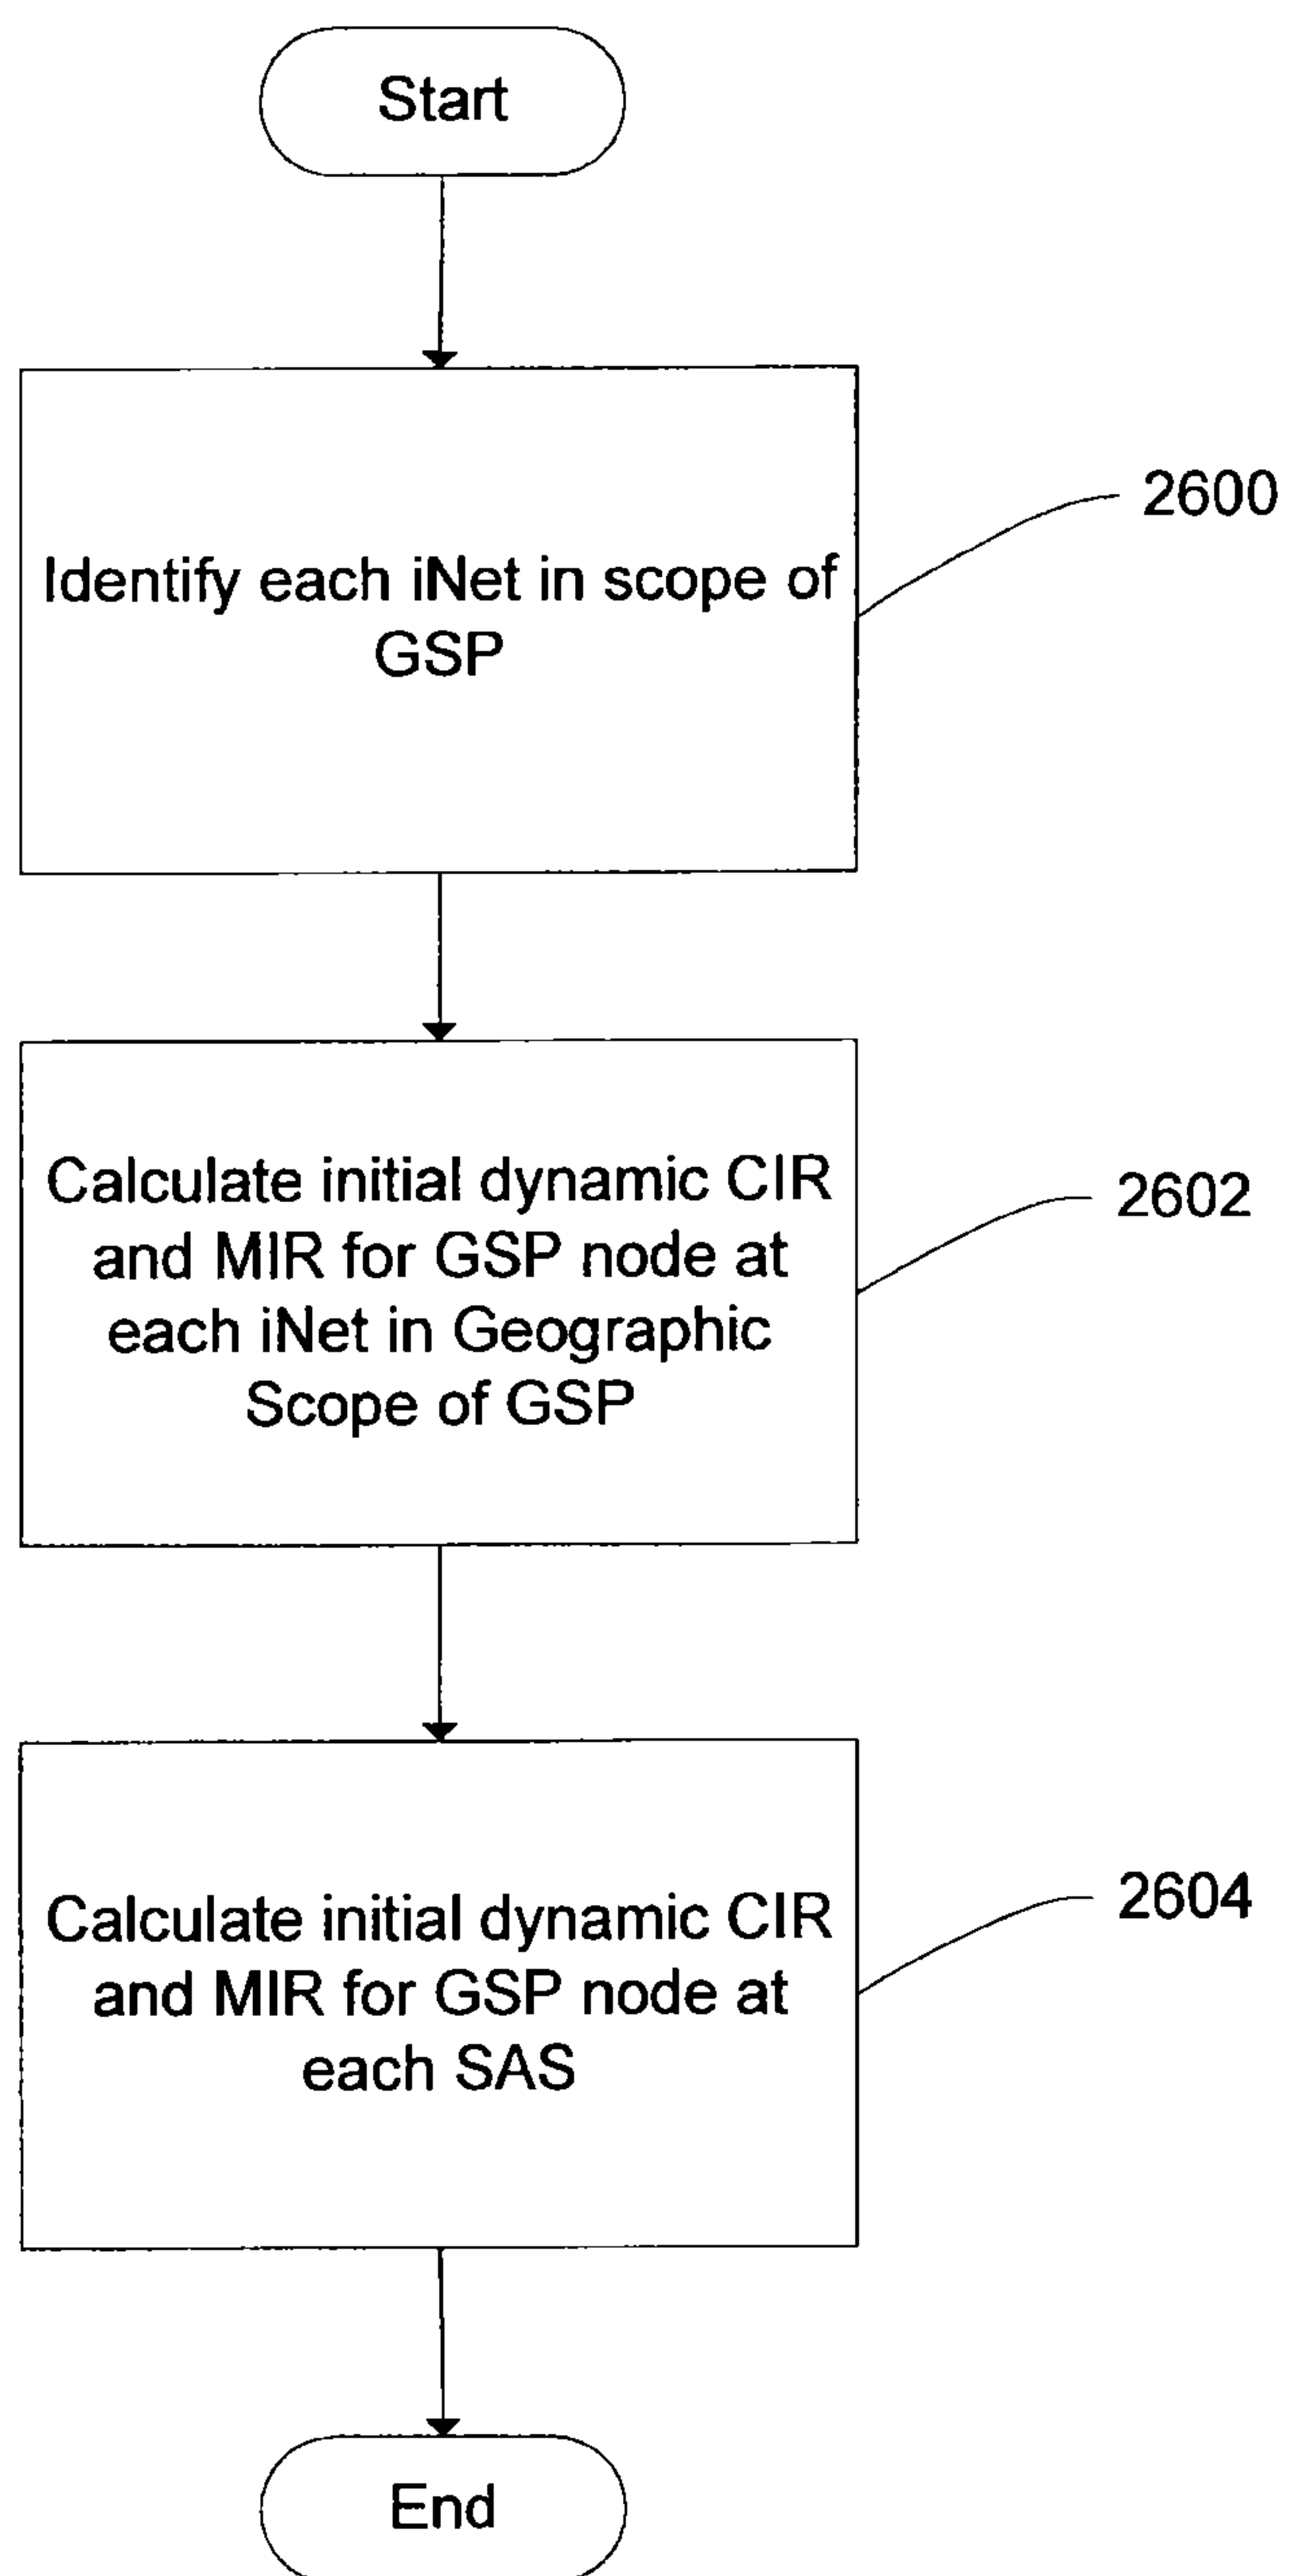 Start
Identify each iNet in scope of
GSP
2600
Calculate initial dynamic CIR
and MIR for GSP node at
each iNet in Geographic
Scope of GSP
2602
Calculate initial dynamic CIR
and MIR for GSP node at
each SAS
2604
End